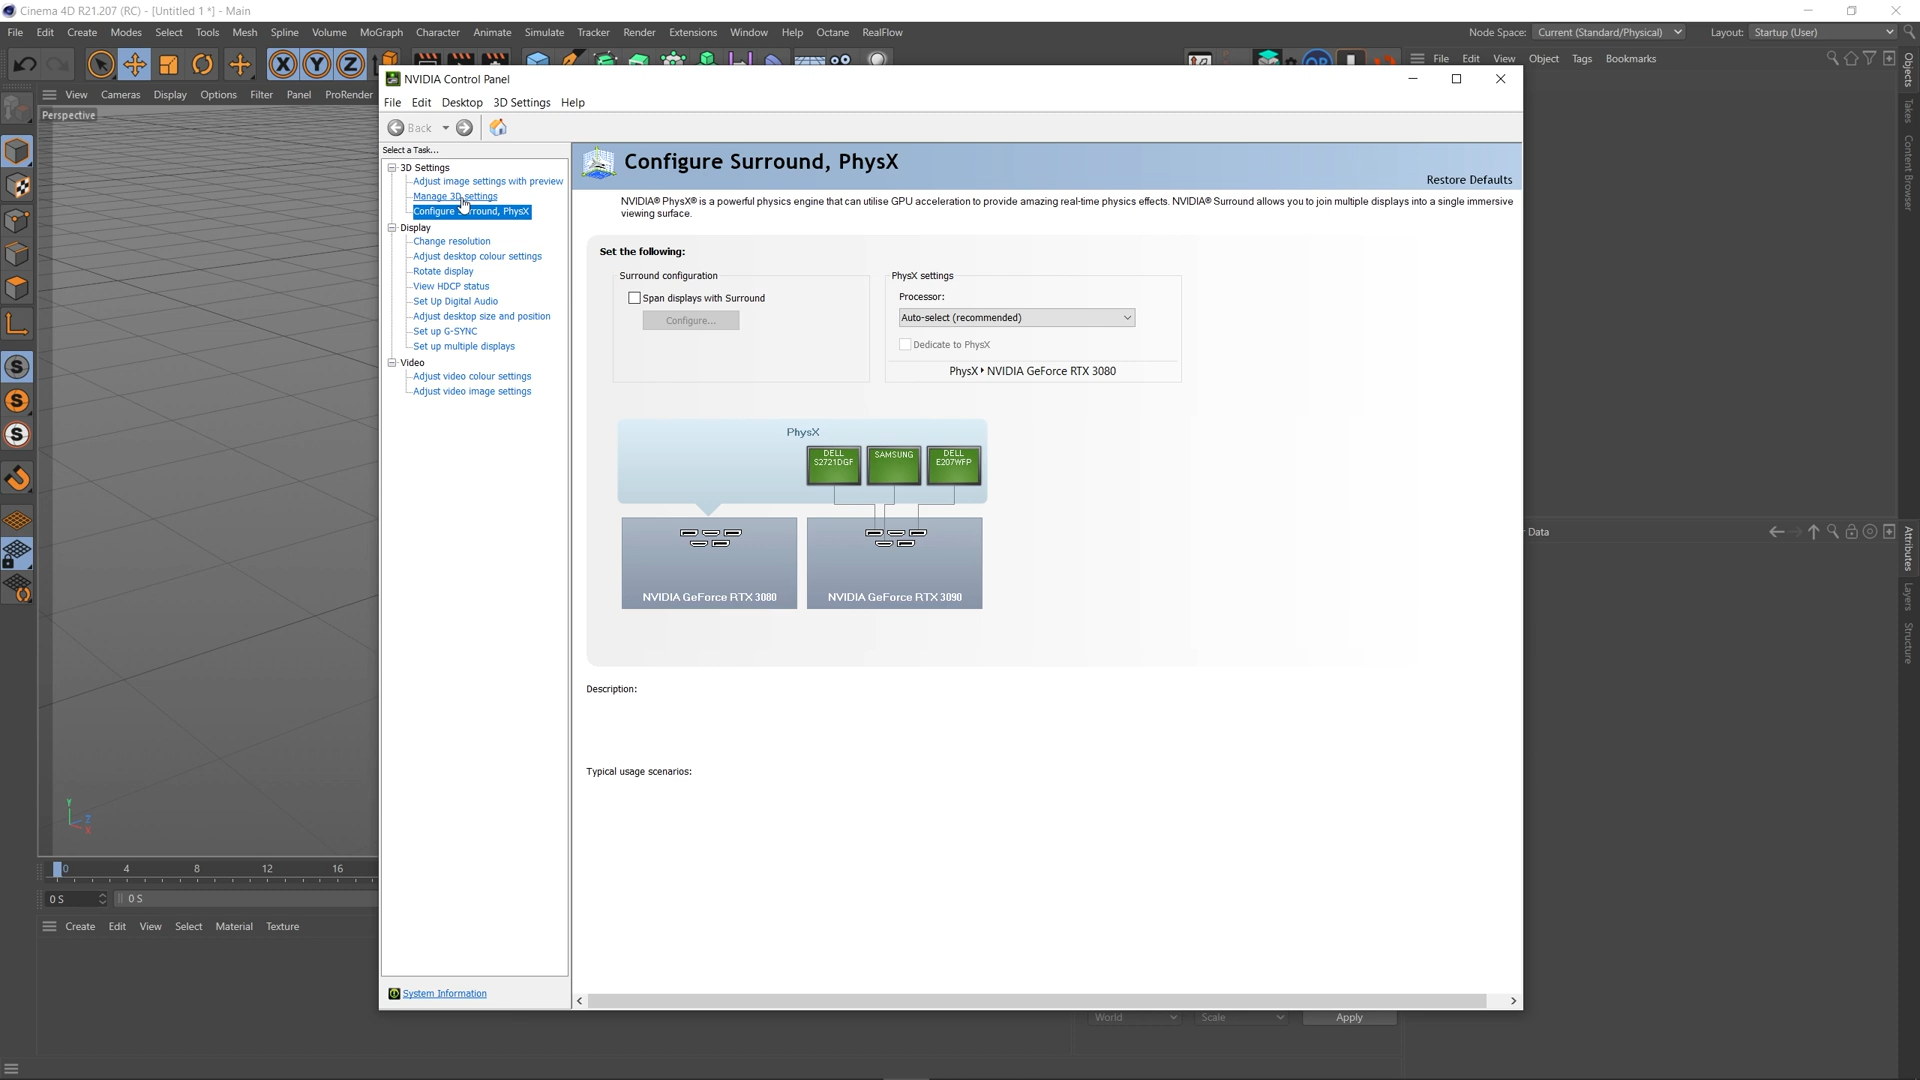 Cinema 4D R21.207 (RC) - [Untitled 1 *] - Main
File Edit Create Modes Select Tools Mesh Spline Volume MoGraph Character Animate Simulate Tracker Render Extensions Window Help Octane RealFlow
Node Space: Current (Standard/Physical) Layout: Startup (User)
X Y Z
File Edit View Object Tags Bookmarks
View Cameras Display Options Filter Panel ProRender
Perspective
NVIDIA Control Panel
File Edit Desktop 3D Settings Help
Back
Select a Task...
3D Settings
Adjust image settings with preview
Manage 3D settings
Configure Surround, PhysX
Display
Change resolution
Adjust desktop colour settings
Rotate display
View HDCP status
Set Up Digital Audio
Adjust desktop size and position
Set up G-SYNC
Set up multiple displays
Video
Adjust video colour settings
Adjust video image settings
System Information
Configure Surround, PhysX
Restore Defaults
NVIDIA® PhysX® is a powerful physics engine that can utilise GPU acceleration to provide amazing real-time physics effects. NVIDIA® Surround allows you to join multiple displays into a single immersive
viewing surface.
Set the following:
Surround configuration
Span displays with Surround
Configure...
PhysX settings
Processor:
Auto-select (recommended)
Dedicate to PhysX
PhysX NVIDIA GeForce RTX 3080
PhysX
DELL
S2721DGF
SAMSUNG
DELL
E207WFP
NVIDIA GeForce RTX 3080
NVIDIA GeForce RTX 3090
Description:
Typical usage scenarios:
Objects
Takes
Content Browser
Data
Attributes
Layers
Structure
S
S
S
Y
Z
X
0 4 8 12 16
0 S 0 S
Create Edit View Select Material Texture
World Scale Apply